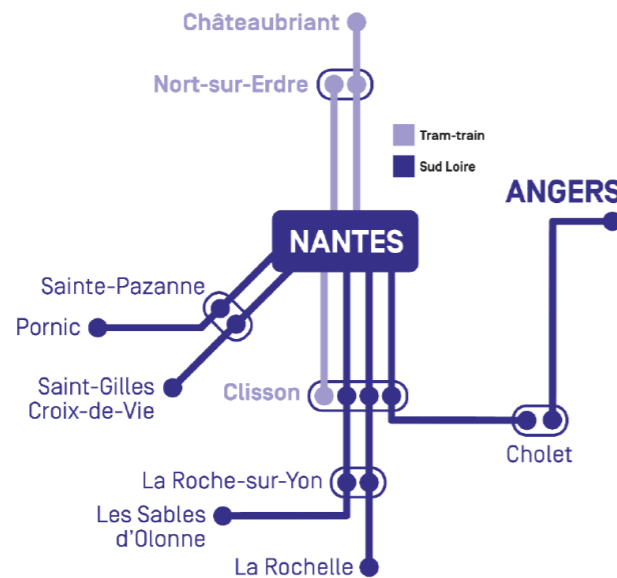 Châteaubriant
Nort-sur-Erdre
Tram-train
Sud Loire
ANGERS
NANTES
Sainte-Pazanne
Pornic
Saint-Gilles
Croix-de-Vie
Clisson
Cholet
La Roche-sur-Yon
Les Sables
d'Olonne
La Rochelle